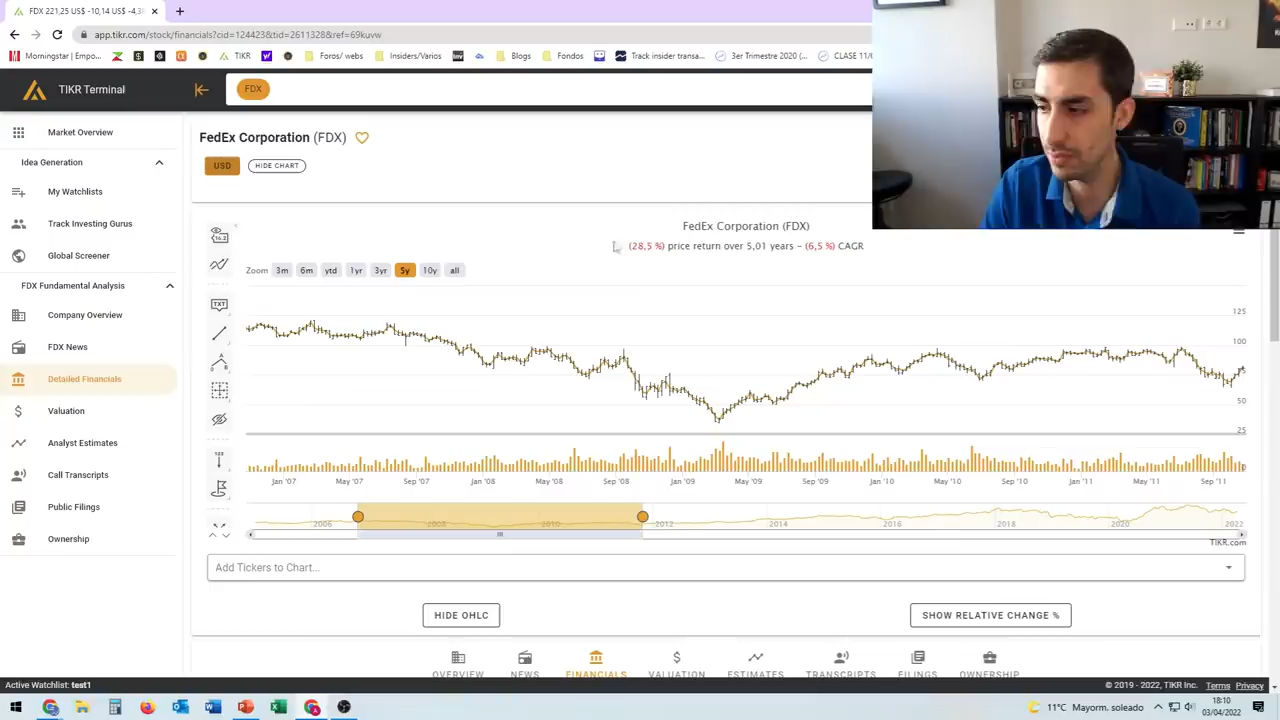 FDX 221,25 US$ -10,14 US$ -4,3
app.tikr.com/stock/financials?cid=124423&tid=2611328&ref=69kuvw
Morningstar | Empo... TIKR Foros/ webs Insiders/Varios Blogs Fondos Track insider transa... 3er Trimestre 2020 (... CLASE 11/
TIKR Terminal
FDX
Market Overview
Idea Generation
My Watchlists
Track Investing Gurus
Global Screener
FDX Fundamental Analysis
Company Overview
FDX News
Detailed Financials
Valuation
Analyst Estimates
Call Transcripts
Public Filings
Ownership
FedEx Corporation (FDX)
USD HIDE CHART
FedEx Corporation (FDX)
(28,5 %) price return over 5,01 years – (6,5 %) CAGR
Zoom 3m 6m ytd 1yr 3yr 5y 10y all
TXT
125
100
75
50
25
0
Jan '07 May '07 Sep '07 Jan '08 May '08 Sep '08 Jan '09 May '09 Sep '09 Jan '10 May '10 Sep '10 Jan '11 May '11 Sep '11
2006 2008 2010 2012 2014 2016 2018 2020 2022
TIKR.com
Add Tickers to Chart...
HIDE OHLC SHOW RELATIVE CHANGE %
OVERVIEW NEWS FINANCIALS VALUATION ESTIMATES TRANSCRIPTS FILINGS OWNERSHIP
Active Watchlist: test1
© 2019 - 2022, TIKR Inc. Terms Privacy
11°C Mayorm. soleado
18:10
03/04/2022